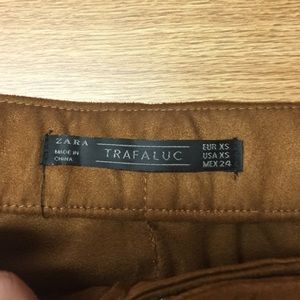 ZARA
MADE IN
CHINA
TRAFALUC
EUR XS
USA XS
MEX 24